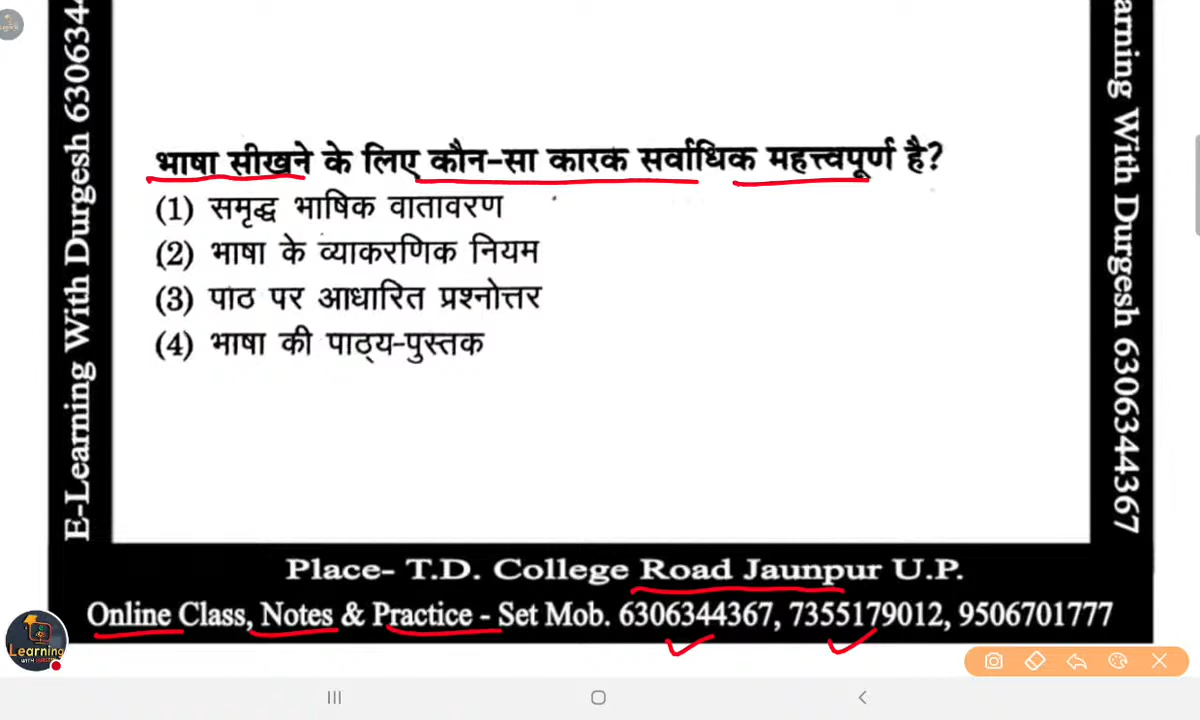 भाषा सीखने के लिए कौन-सा कारक सर्वाधिक महत्त्वपूर्ण है?
(1) समृद्ध भाषिक वातावरण
(2) भाषा के व्याकरणिक नियम
(3) पाठ पर आधारित प्रश्नोत्तर
(4) भाषा की पाठ्य-पुस्तक
E-Learning With Durgesh 630634
arning With Durgesh 6306344367
Place- T.D. College Road Jaunpur U.P.
Online Class, Notes & Practice - Set Mob. 6306344367, 7355179012, 9506701777
Learning